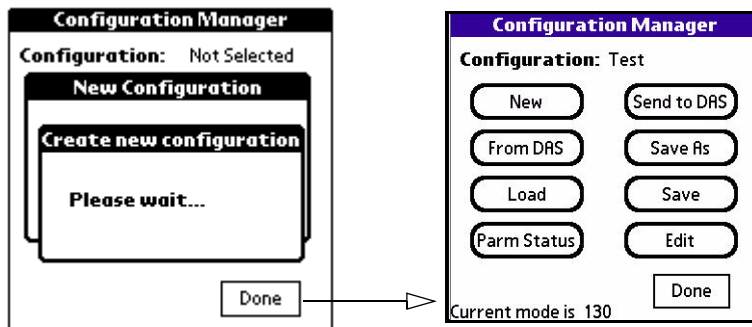 Configuration Manager
Configuration: Not Selected
New Configuration
Create new configuration
Please wait...
Done
Configuration Manager
Configuration: Test
New
Send to DAS
From DAS
Save As
Load
Save
Parm Status
Edit
Done
Current mode is 130